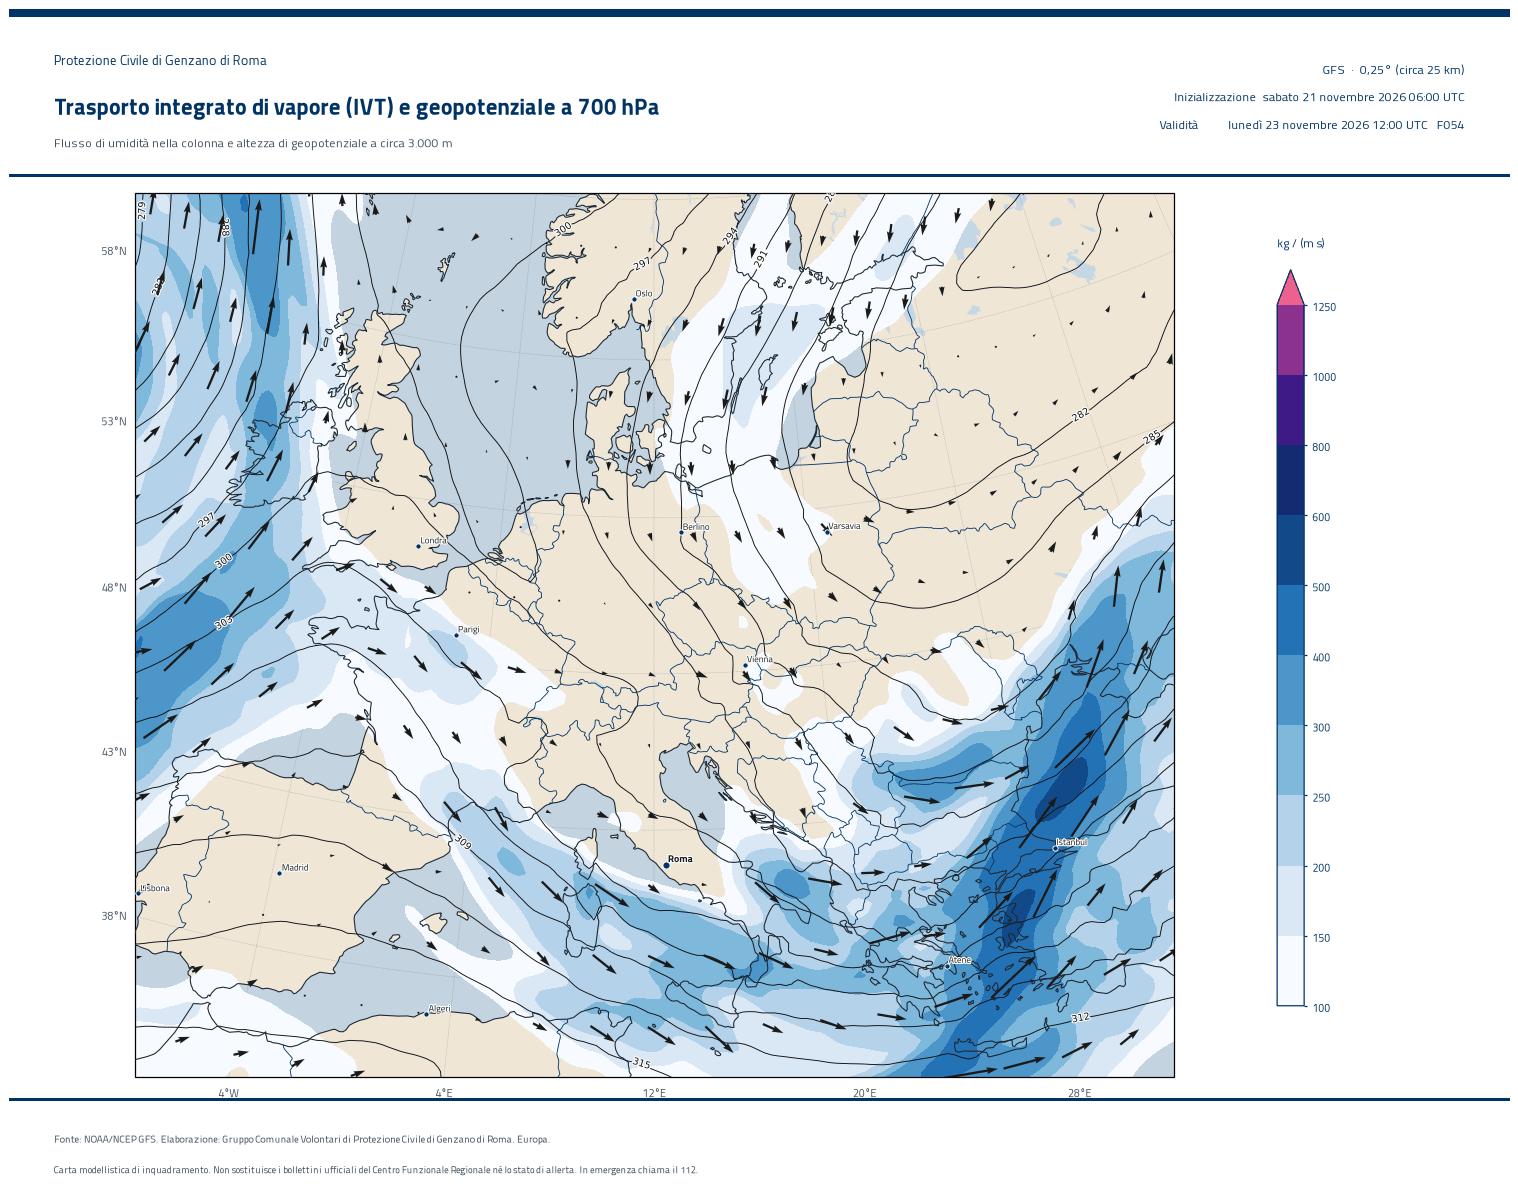 Protezione Civile di Genzano di Roma
Trasporto integrato di vapore (IVT) e geopotenziale a 700 hPa
Flusso di umidità nella colonna e altezza di geopotenziale a circa 3.000 m
GFS · 0,25° (circa 25 km)
Inizializzazione sabato 21 novembre 2026 06:00 UTC
Validità lunedì 23 novembre 2026 12:00 UTC F054
kg / (m s)
1250
1000
800
600
500
400
300
250
200
150
100
58°N
53°N
48°N
43°N
38°N
4°W
4°E
12°E
20°E
28°E
279
288
300
297
294
291
282
285
297
300
303
309
312
315
Oslo
Londra
Berlino
Varsavia
Parigi
Vienna
Madrid
Lisbona
Roma
Istanbul
Atene
Algeri
Fonte: NOAA/NCEP GFS. Elaborazione: Gruppo Comunale Volontari di Protezione Civile di Genzano di Roma. Europa.
Carta modellistica di inquadramento. Non sostituisce i bollettini ufficiali del Centro Funzionale Regionale né lo stato di allerta. In emergenza chiama il 112.